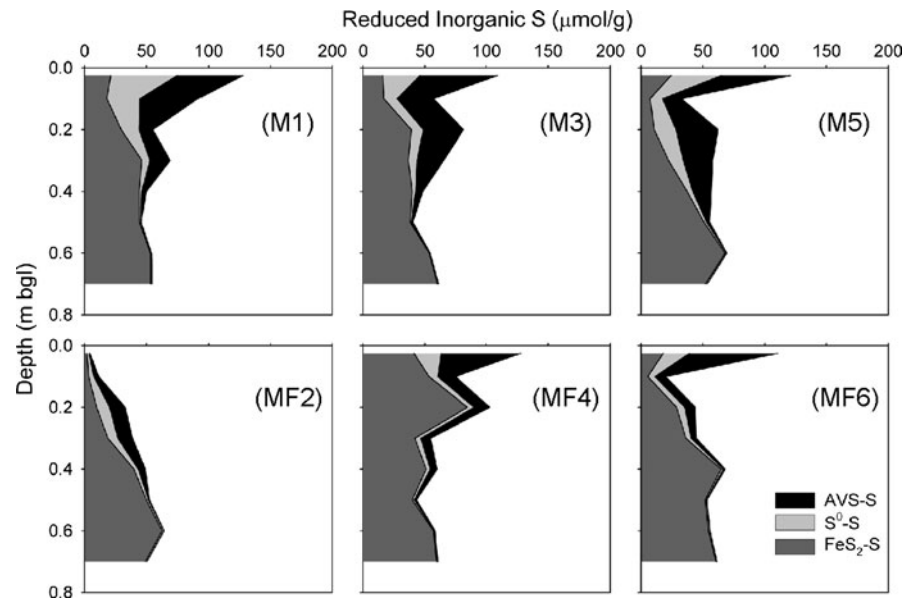 Reduced Inorganic S (μmol/g)
0 50 100 150 200 0 50 100 150 200 0 50 100 150 200
0.0
0.2
0.4
0.6
0.8
(M1) (M3) (M5)
Depth (m bgl)
0.0
0.2
0.4
0.6
0.8
(MF2) (MF4) (MF6)
AVS-S
S⁰-S
FeS₂-S